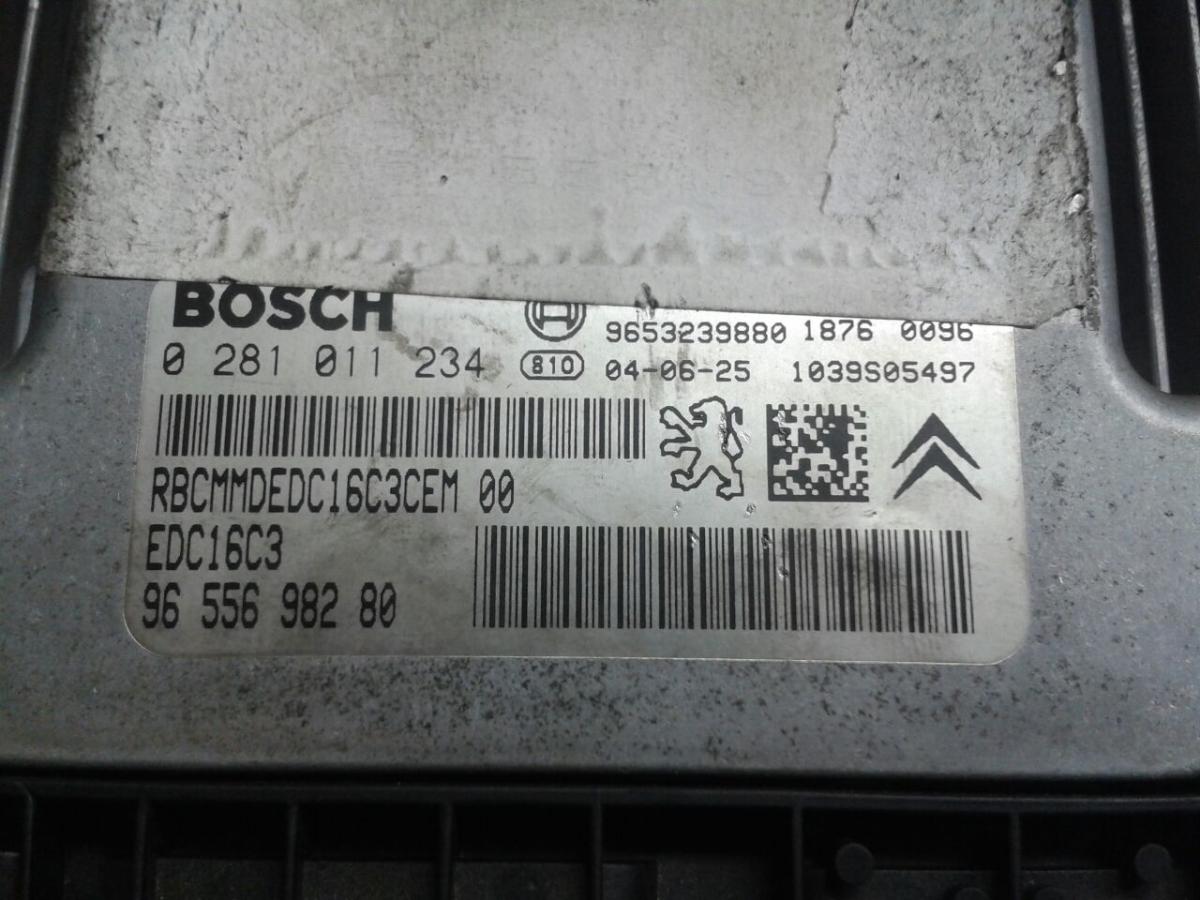 BOSCH
9653239880 1876 0096
0 281 011 234 810 04-06-25 1039S05497
RBCMMDEDC16C3CEM 00
EDC16C3
96 556 982 80